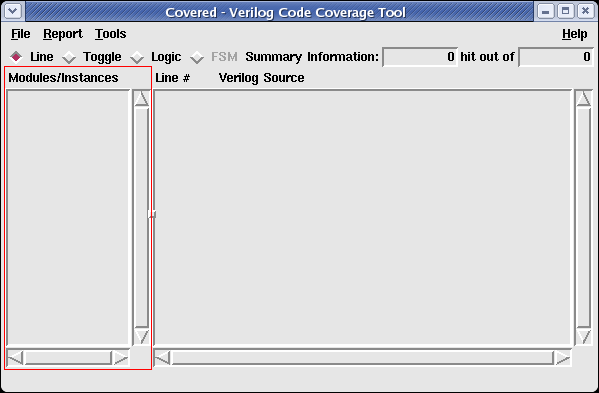 Covered - Verilog Code Coverage Tool
File Report Tools Help
Line Toggle Logic FSM Summary Information: 0 hit out of 0
Modules/Instances Line # Verilog Source